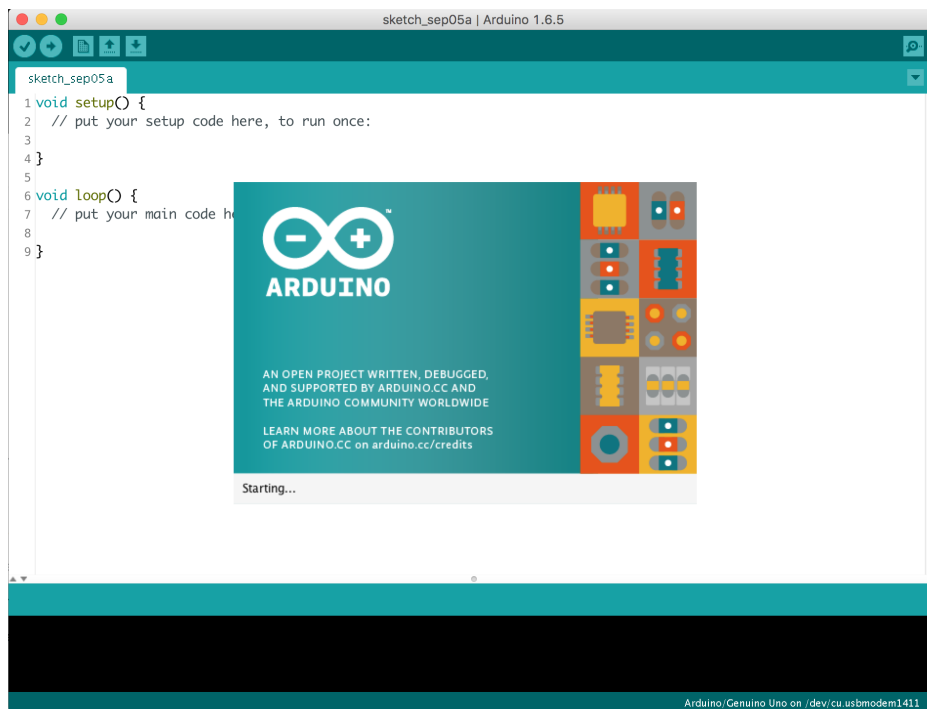 sketch_sep05a | Arduino 1.6.5
sketch_sep05a
1 void setup() {
2 // put your setup code here, to run once:
3
4 }
5
6 void loop() {
7 // put your main code he
8
9 }
™
ARDUINO
AN OPEN PROJECT WRITTEN, DEBUGGED,
AND SUPPORTED BY ARDUINO.CC AND
THE ARDUINO COMMUNITY WORLDWIDE
LEARN MORE ABOUT THE CONTRIBUTORS
OF ARDUINO.CC on arduino.cc/credits
Starting...
Arduino/Genuino Uno on /dev/cu.usbmodem1411